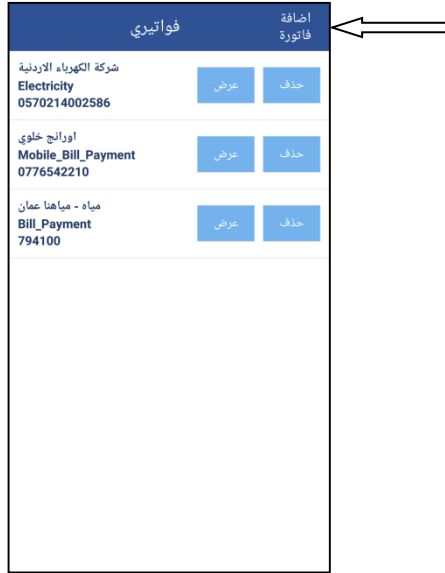 اضافة
فاتورة
فواتيري
شركة الكهرباء الاردنية
Electricity
0570214002586
عرض
حذف
اورانج خلوي
Mobile_Bill_Payment
0776542210
عرض
حذف
مياه - مياهنا عمان
Bill_Payment
794100
عرض
حذف